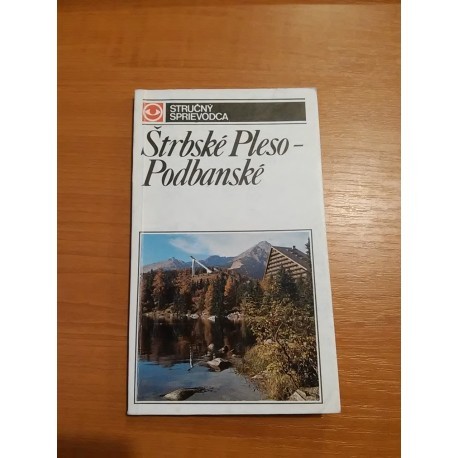 STRUČNÝ
SPRIEVODCA
Štrbské Pleso –
Podbanské